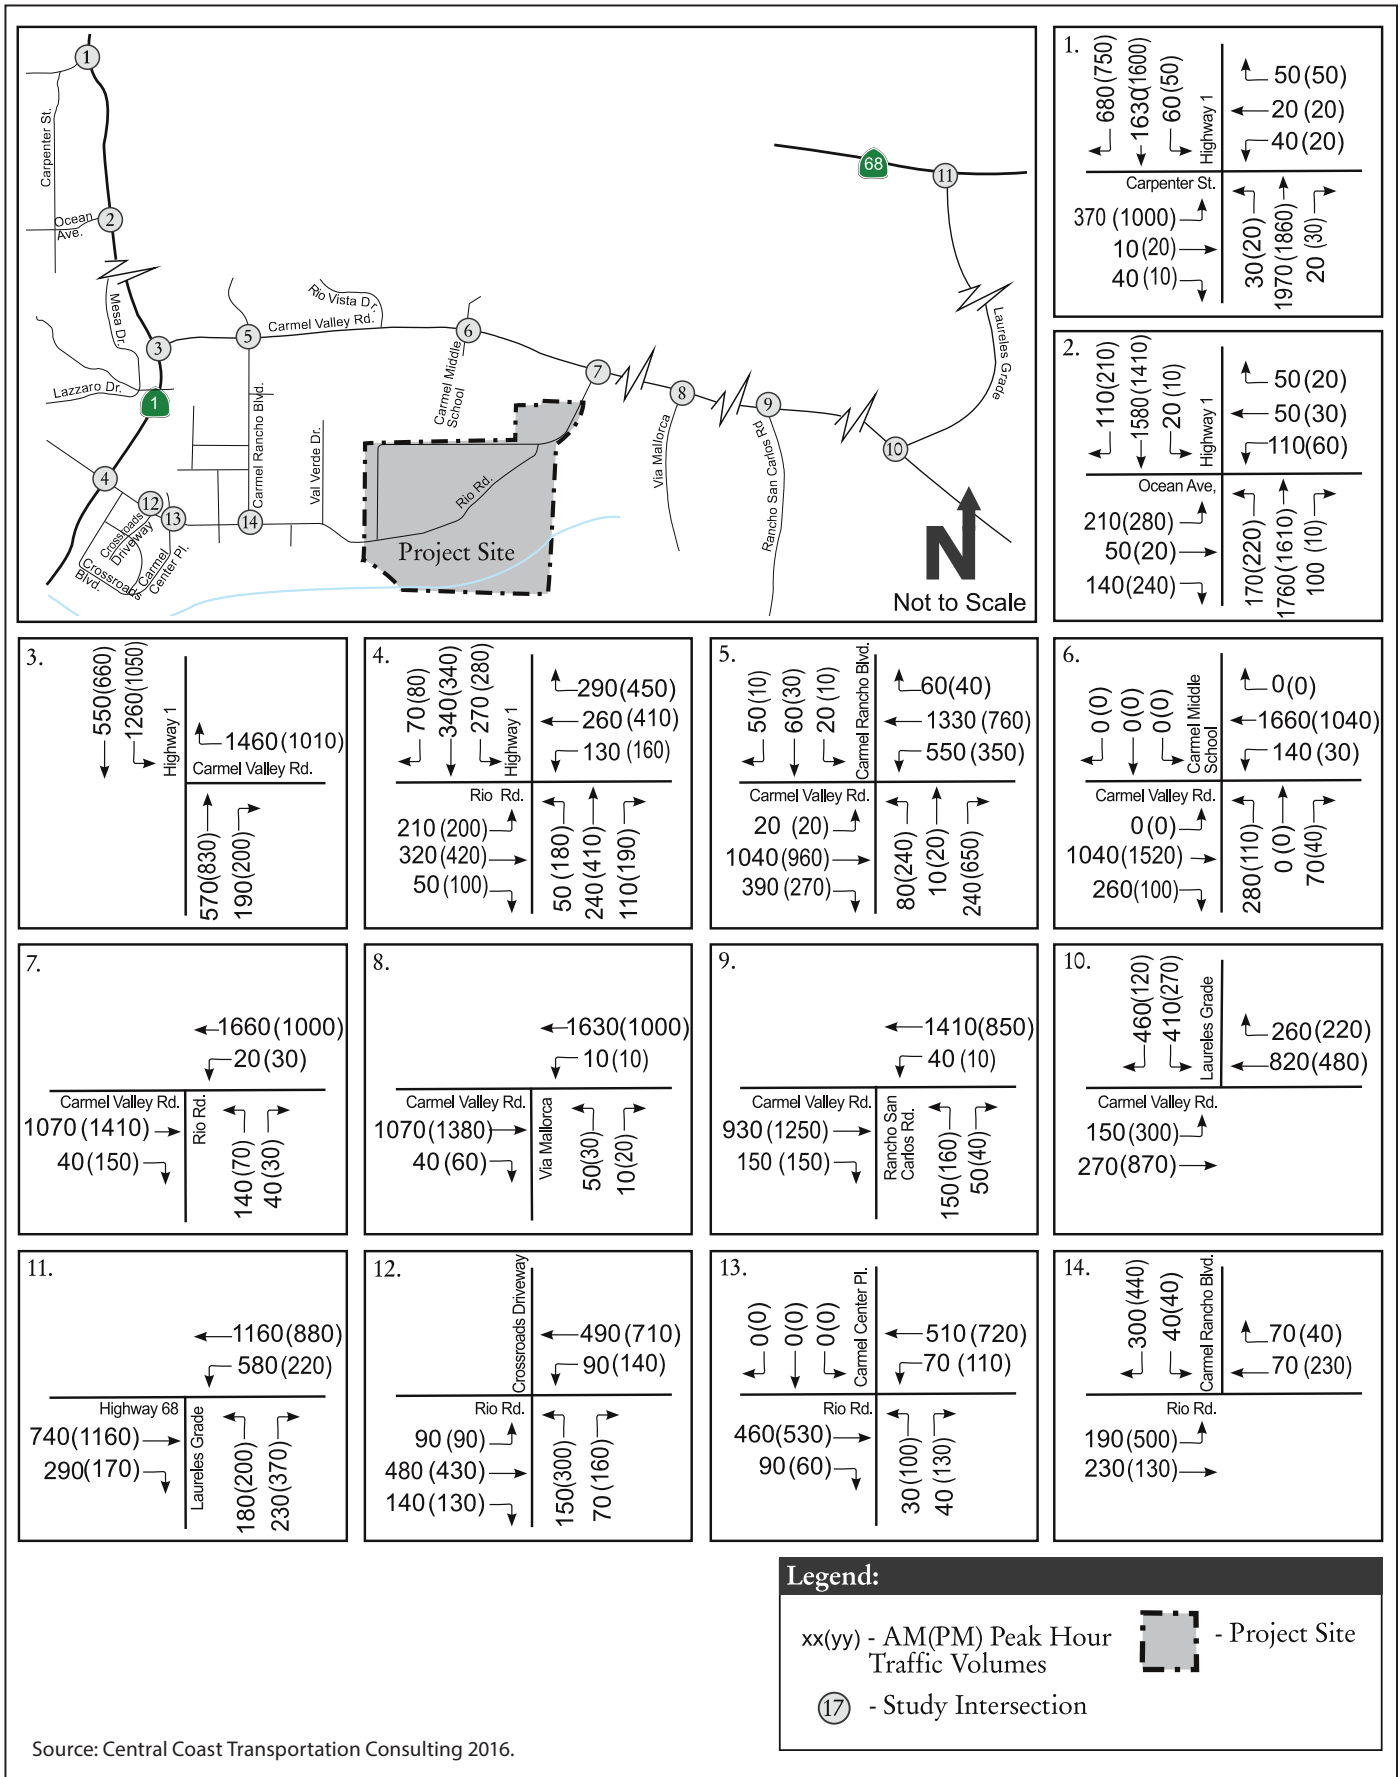 1
Carpenter St.
Ocean
Ave.
2
Mesa Dr.
3
Lazzaro Dr.
1
4
Crossroads
Driveway
Crossroads
Blvd.
Carmel
Center Pl.
12
13
14
5
Carmel Rancho Blvd.
Val Verde Dr.
Rio Vista Dr.
Carmel Valley Rd.
6
Carmel Middle
School
7
Rio Rd.
Project Site
8
Via Mallorca
9
Rancho San Carlos Rd
10
Laureles Grade
68
11
N
Not to Scale
1.
680(750)
1630(1600)
60(50)
Highway 1
50(50)
20 (20)
40(20)
Carpenter St.
370 (1000)
10(20)
40(10)
30(20)
1970(1860)
20 (30)
2.
110(210)
1580(1410)
20 (10)
Highway 1
50(20)
50(30)
110(60)
Ocean Ave,
210(280)
50(20)
140(240)
170(220)
1760(1610)
100 (10)
3.
550(660)
1260(1050)
Highway 1
1460(1010)
Carmel Valley Rd.
570(830)
190(200)
4.
70(80)
340(340)
270(280)
Highway 1
290(450)
260 (410)
130 (160)
Rio Rd.
210(200)
320(420)
50(100)
50 (180)
240(410)
110(190)
5.
50(10)
60(30)
20(10)
Carmel Rancho Blvd.
60(40)
1330 (760)
550(350)
Carmel Valley Rd.
20 (20)
1040(960)
390(270)
80(240)
10(20)
240(650)
6.
0(0)
0(0)
0(0)
Carmel Middle
School
0(0)
1660(1040)
140(30)
Carmel Valley Rd.
0(0)
1040(1520)
260(100)
280(110)
0(0)
70(40)
7.
1660(1000)
20(30)
Carmel Valley Rd.
1070(1410)
40(150)
Rio Rd.
140(70)
40(30)
8.
1630(1000)
10(10)
Carmel Valley Rd.
1070(1380)
40(60)
Via Mallorca
50(30)
10(20)
9.
1410(850)
40(10)
Carmel Valley Rd.
930(1250)
150 (150)
Rancho San
Carlos Rd.
150(160)
50(40)
10.
460(120)
410(270)
Laureles Grade
260(220)
820(480)
Carmel Valley Rd.
150(300)
270(870)
11.
1160(880)
580(220)
Highway 68
740(1160)
290(170)
Laureles Grade
180(200)
230(370)
12.
Crossroads Driveway
490(710)
90(140)
Rio Rd.
90(90)
480(430)
140(130)
150(300)
70(160)
13.
0(0)
0(0)
0(0)
Carmel Center Pl.
510(720)
70 (110)
Rio Rd.
460(530)
90(60)
30(100)
40(130)
14.
300(440)
40(40)
Carmel Rancho Blvd.
70(40)
70 (230)
Rio Rd.
190(500)
230(130)
Legend:
xx(yy) - AM(PM) Peak Hour
Traffic Volumes
- Project Site
17 - Study Intersection
Source: Central Coast Transportation Consulting 2016.